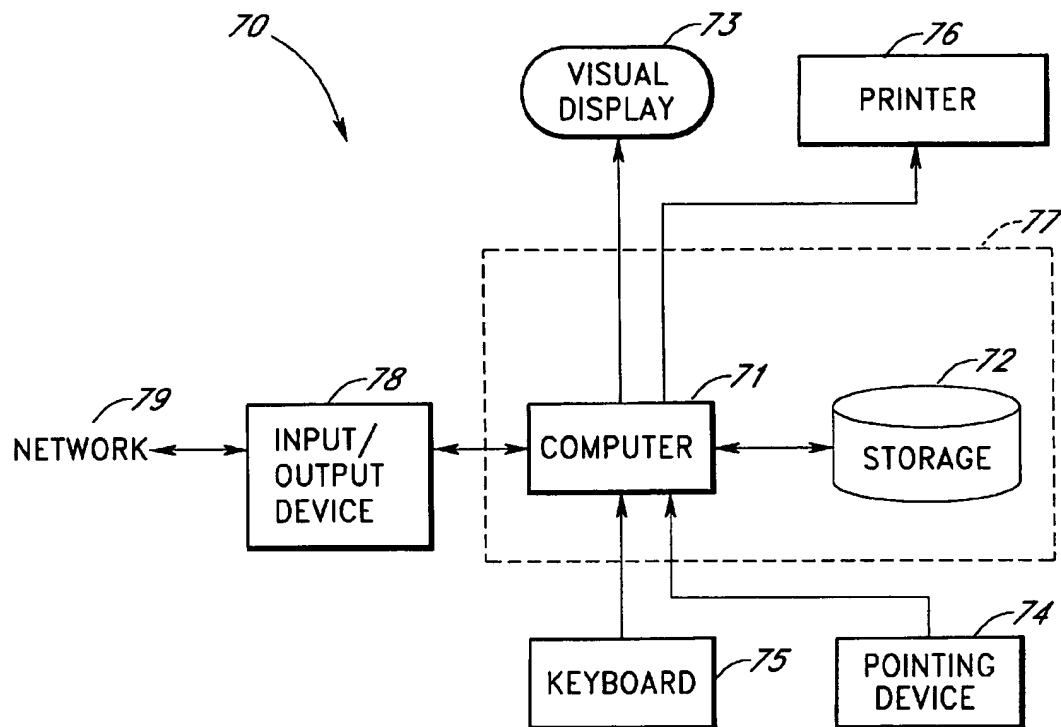 70
73
76
VISUAL
DISPLAY
PRINTER
77
79
78
71
72
NETWORK
INPUT/
OUTPUT
DEVICE
COMPUTER
STORAGE
75
74
KEYBOARD
POINTING
DEVICE